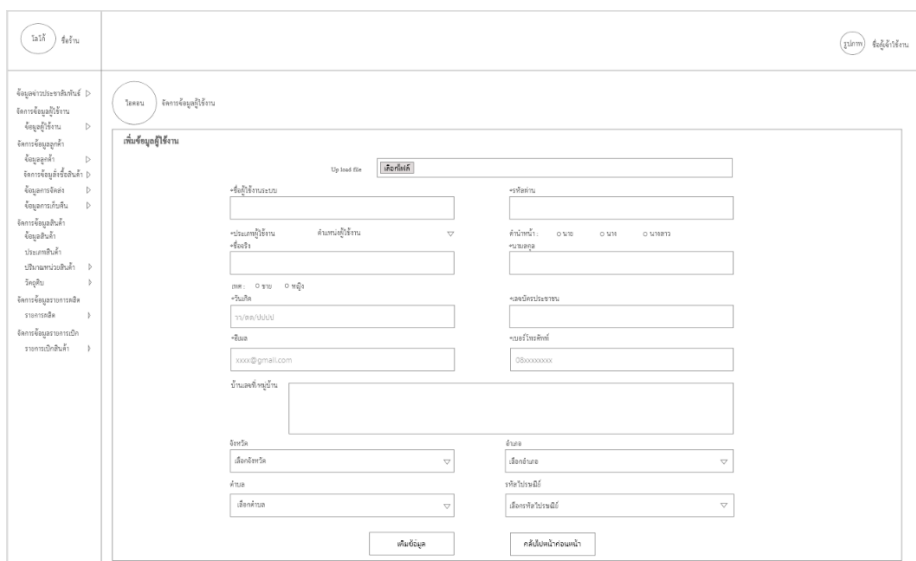 โลโก้ ชื่อร้าน
รูปภาพ ชื่อผู้เข้าใช้งาน
ข้อมูลข่าวประชาสัมพันธ์
จัดการข้อมูลผู้ใช้งาน
ข้อมูลผู้ใช้งาน
จัดการข้อมูลลูกค้า
ข้อมูลลูกค้า
จัดการข้อมูลสั่งซื้อสินค้า
ข้อมูลการจัดส่ง
ข้อมูลการเก็บคืน
จัดการข้อมูลสินค้า
ข้อมูลสินค้า
ประเภทสินค้า
ปริมาณหน่วยสินค้า
วัตถุดิบ
จัดการข้อมูลรายการผลิต
รายการผลิต
จัดการข้อมูลรายการเบิก
รายการเบิกสินค้า
ไอคอน จัดการข้อมูลผู้ใช้งาน
เพิ่มข้อมูลผู้ใช้งาน
Up load file เลือกไฟล์
*ชื่อผู้ใช้งานระบบ *รหัสผ่าน
*ประเภทผู้ใช้งาน ตำแหน่งผู้ใช้งาน คำนำหน้า : นาย นาง นางสาว
*ชื่อจริง *นามสกุล
เพศ : ชาย หญิง
*วันเกิด *เลขบัตรประชาชน
วว/ดด/ปปปป
*อีเมล *เบอร์โทรศัพท์
xxxx@gmail.com 08xxxxxxxx
บ้านเลขที่/หมู่บ้าน
จังหวัด อำเภอ
เลือกจังหวัด เลือกอำเภอ
ตำบล รหัสไปรษณีย์
เลือกตำบล เลือกรหัสไปรษณีย์
เพิ่มข้อมูล กลับไปหน้าก่อนหน้า